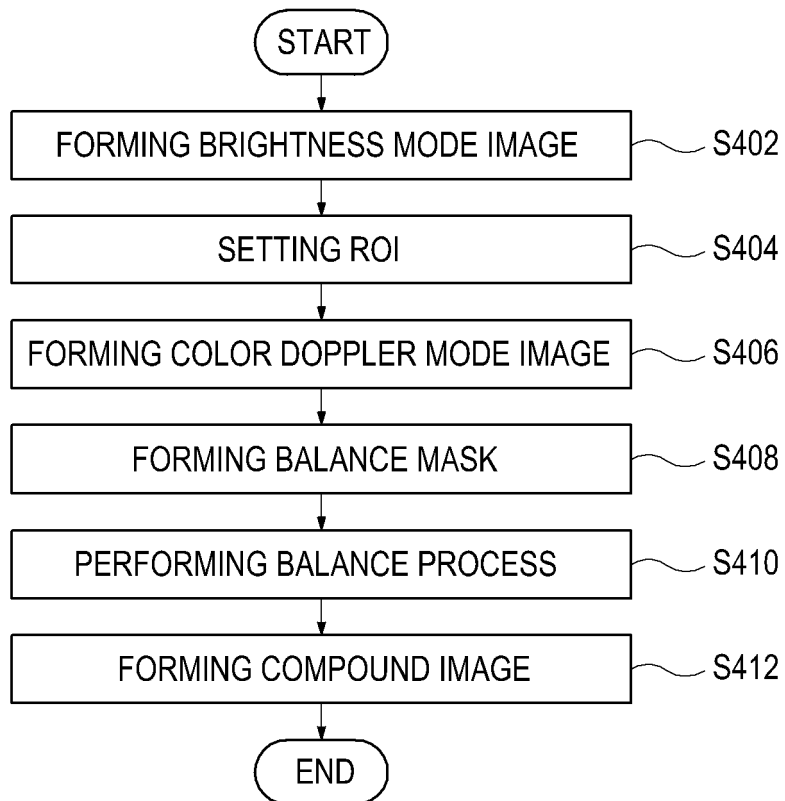 START
FORMING BRIGHTNESS MODE IMAGE
S402
SETTING ROI
S404
FORMING COLOR DOPPLER MODE IMAGE
S406
FORMING BALANCE MASK
S408
PERFORMING BALANCE PROCESS
S410
FORMING COMPOUND IMAGE
S412
END